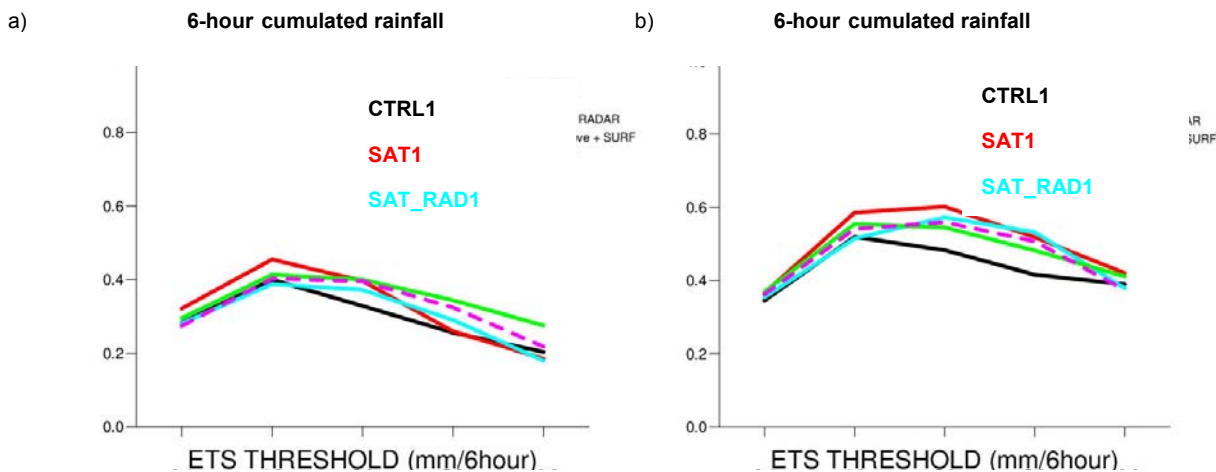 a) 6-hour cumulated rainfall
CTRL1
RADAR
0.8
ve + SURF
SAT1
SAT_RAD1
0.6
0.4
0.2
0.0
ETS THRESHOLD (mm/6hour)
b) 6-hour cumulated rainfall
CTRL1
AR
0.8
SURF
SAT1
SAT_RAD1
0.6
0.4
0.2
0.0
ETS THRESHOLD (mm/6hour)